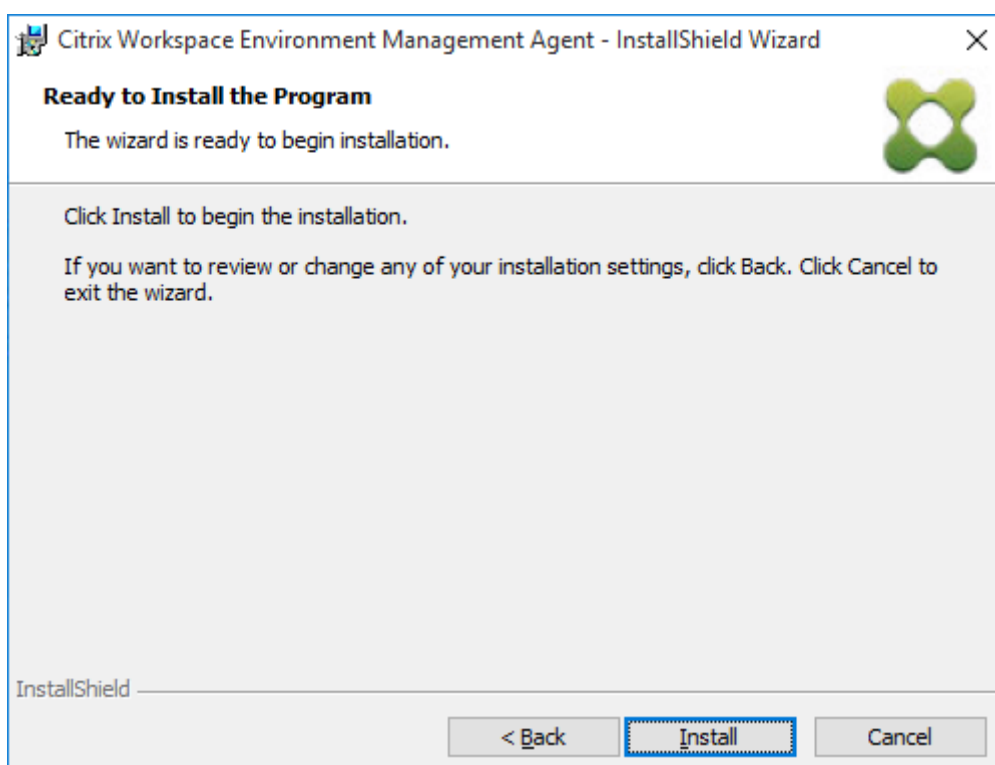 Citrix Workspace Environment Management Agent - InstallShield Wizard
Ready to Install the Program
The wizard is ready to begin installation.
Click Install to begin the installation.
If you want to review or change any of your installation settings, click Back. Click Cancel to
exit the wizard.
InstallShield
< Back
Install
Cancel